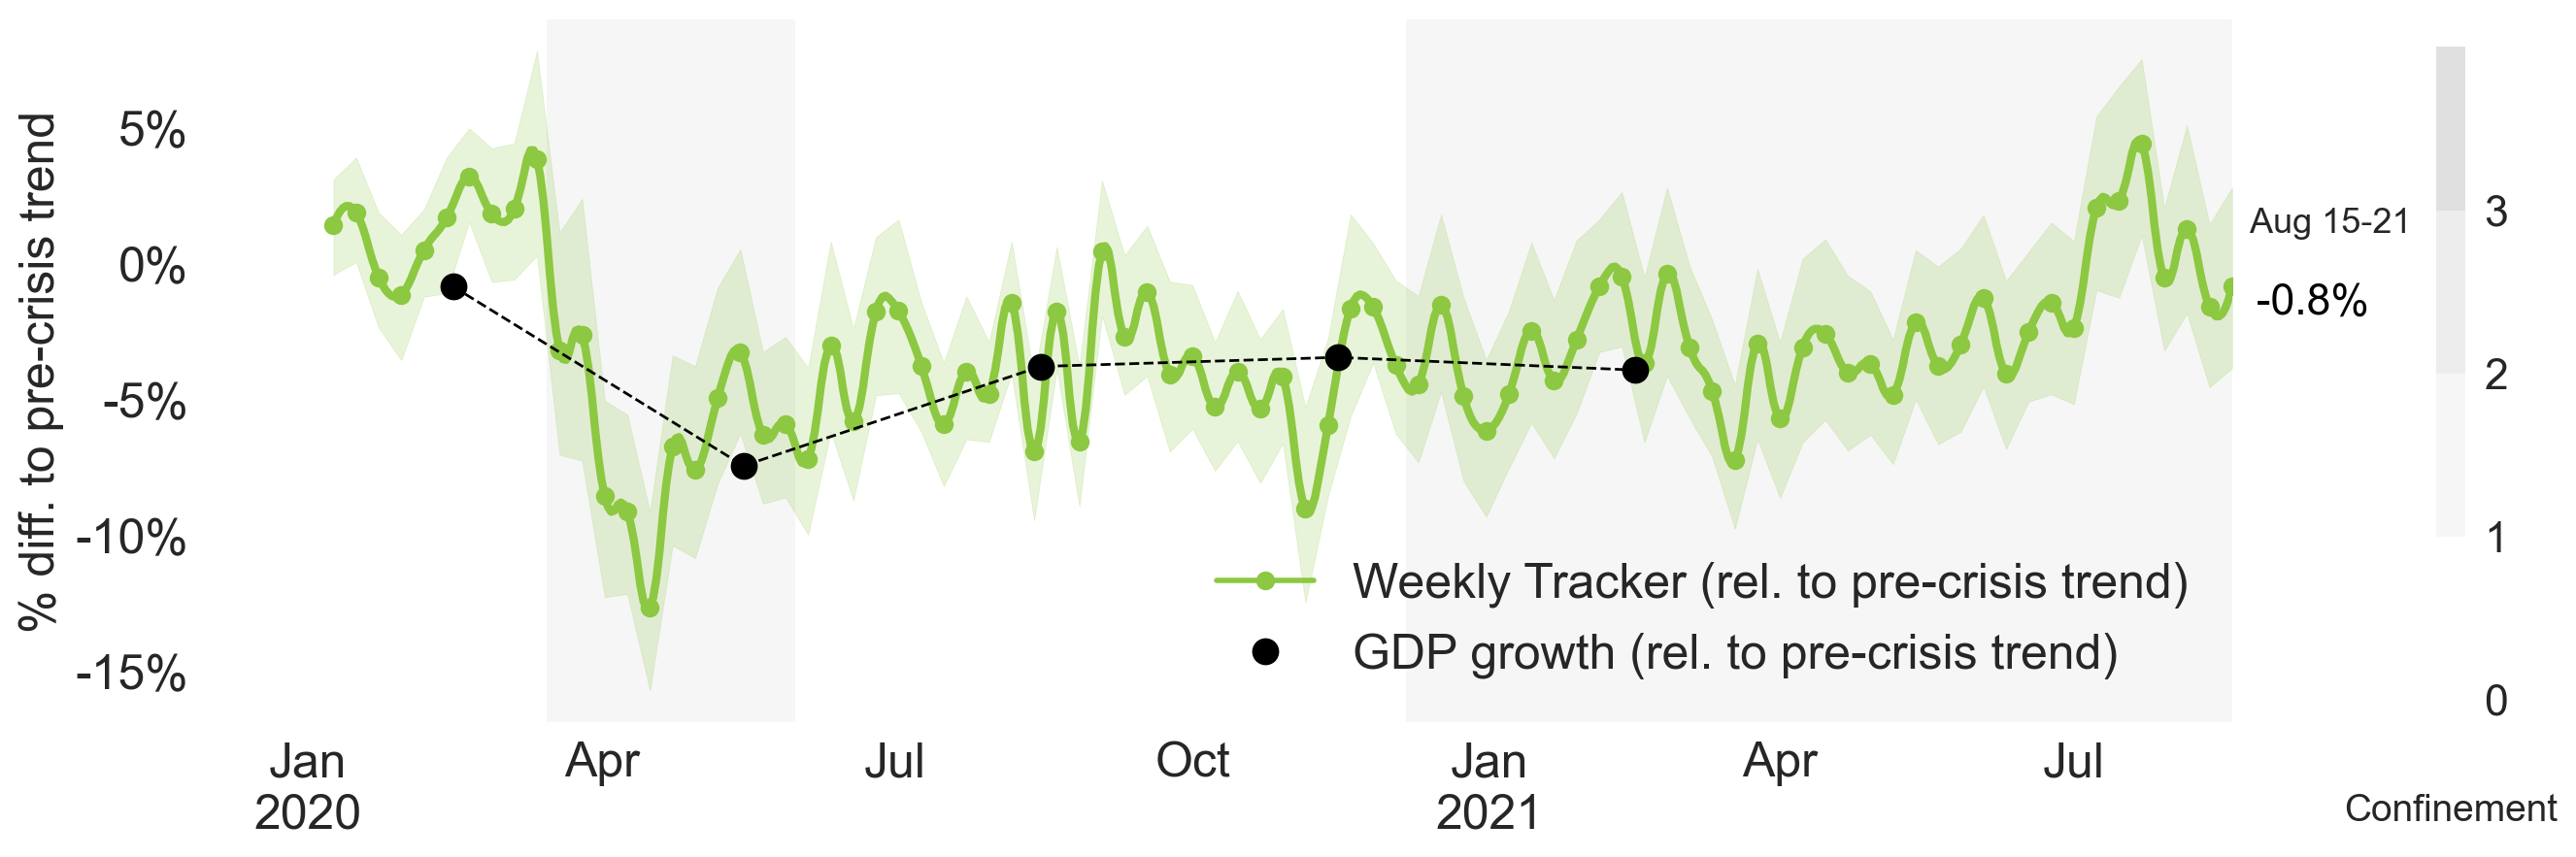 % diff. to pre-crisis trend
5%
0%
-5%
-10%
-15%
Jan
2020
Apr
Jul
Oct
Jan
2021
Apr
Jul
Weekly Tracker (rel. to pre-crisis trend)
GDP growth (rel. to pre-crisis trend)
Aug 15-21
-0.8%
3
2
1
0
Confinement